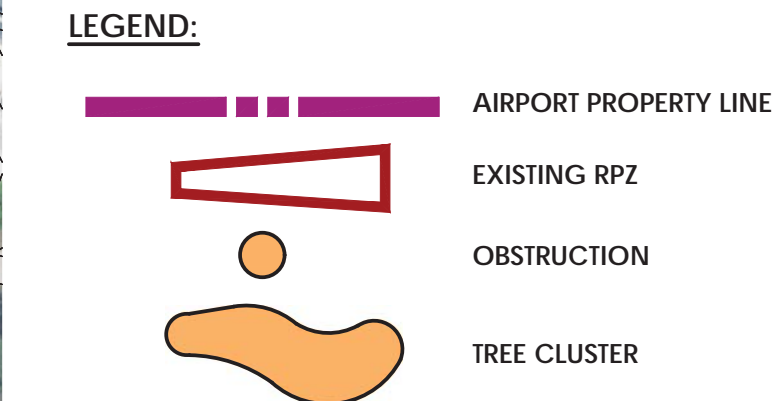 LEGEND:
AIRPORT PROPERTY LINE
EXISTING RPZ
OBSTRUCTION
TREE CLUSTER